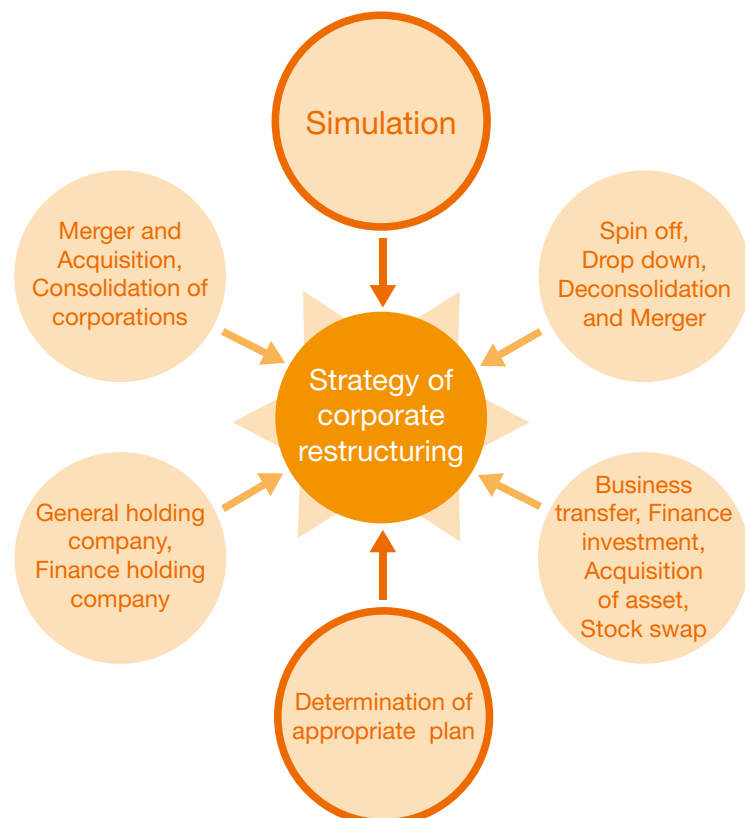 Simulation
Merger and
Acquisition,
Consolidation of
corporations
Spin off,
Drop down,
Deconsolidation
and Merger
Strategy of
corporate
restructuring
General holding
company,
Finance holding
company
Business
transfer, Finance
investment,
Acquisition
of asset,
Stock swap
Determination of
appropriate plan